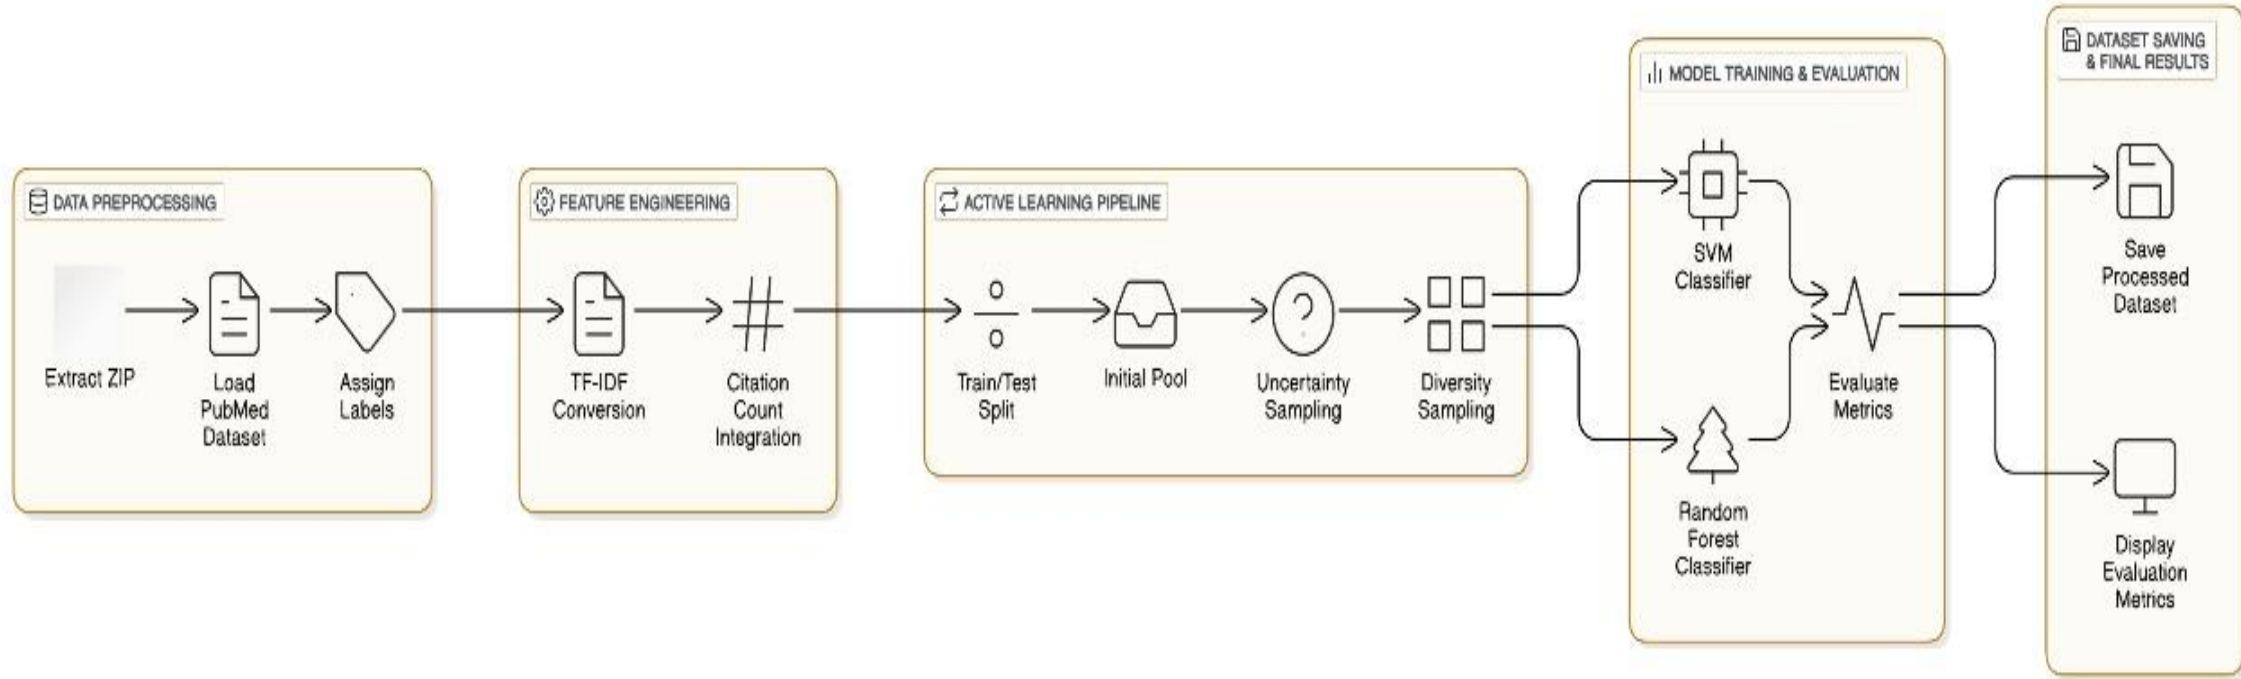 DATA PREPROCESSING
Extract ZIP
Load
PubMed
Dataset
Assign
Labels
FEATURE ENGINEERING
TF-IDF
Conversion
Citation
Count
Integration
ACTIVE LEARNING PIPELINE
Train/Test
Split
Initial Pool
Uncertainty
Sampling
Diversity
Sampling
MODEL TRAINING & EVALUATION
SVM
Classifier
Random
Forest
Classifier
Evaluate
Metrics
DATASET SAVING
& FINAL RESULTS
Save
Processed
Dataset
Display
Evaluation
Metrics